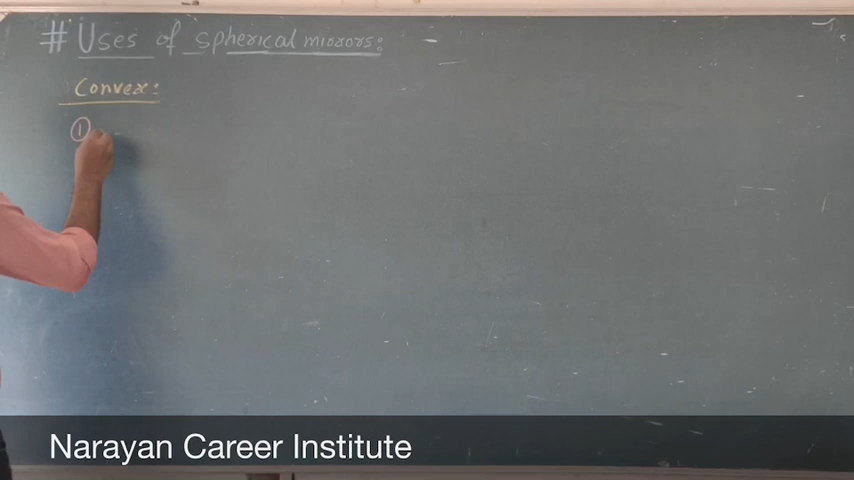 # Uses of spherical mirrors:
Convex:
①
Narayan Career Institute